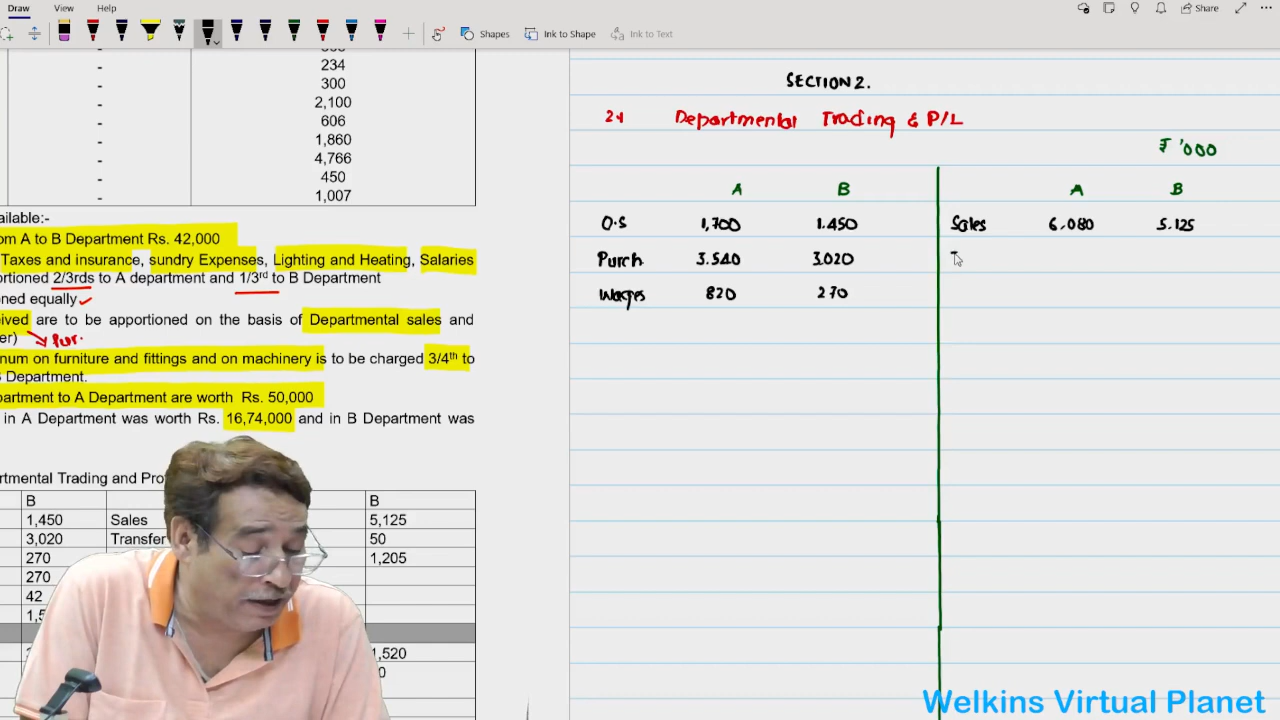 Draw View Help Share
Shapes Ink to Shape Ink to Text
- 234
- 300
- 2,100
- 606
- 1,860
- 4,766
- 450
- 1,007
ailable:-
om A to B Department Rs. 42,000
Taxes and insurance, sundry Expenses, Lighting and Heating, Salaries
ortioned 2/3rds to A department and 1/3rd to B Department
ned equally
ived are to be apportioned on the basis of Departmental sales and
er) Pur.
num on furniture and fittings and on machinery is to be charged 3/4th to
B Department.
partment to A Department are worth Rs. 50,000
in A Department was worth Rs. 16,74,000 and in B Department was
rtmental Trading and Pro
B B
1,450 Sales 5,125
3,020 Transfer 50
270 1,205
270
42
1,5
1,520
0
SECTION 2.
24 Departmental Trading & P/L
₹ '000
A B A B
O.S 1,700 1.450 Sales 6.080 5.125
Purch 3.540 3.020
Wages 820 270
Welkins Virtual Planet